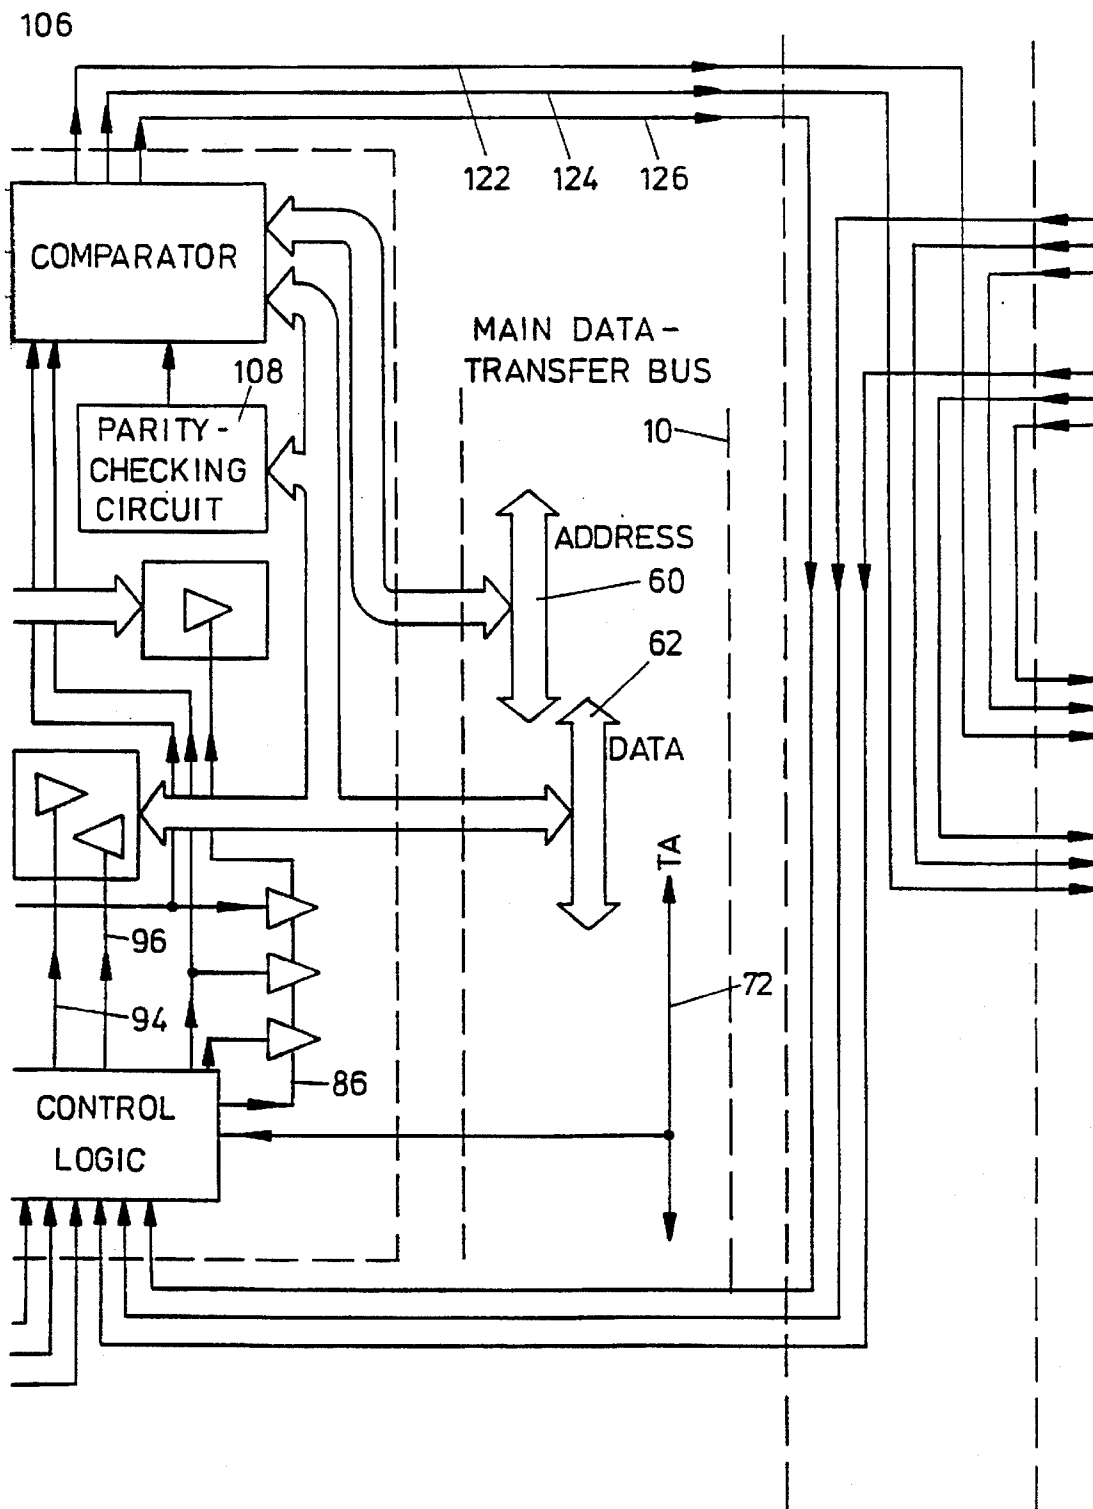 106
122 124 126
COMPARATOR
MAIN DATA-
TRANSFER BUS
108
PARITY-
CHECKING
CIRCUIT
10
ADDRESS
60
62
DATA
TA
96
72
94
86
CONTROL
LOGIC